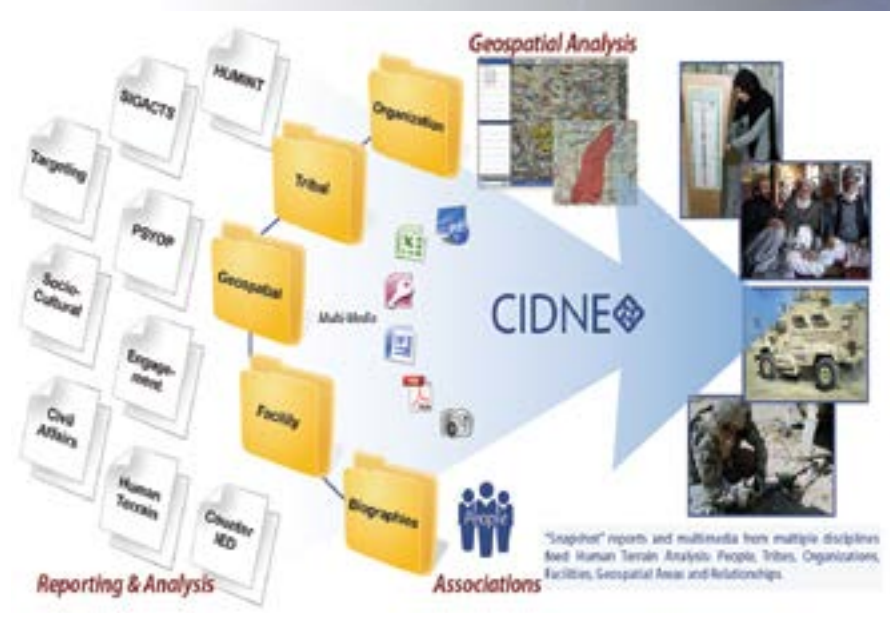 Geospatial Analysis
HUMINT
SIGACTS
Targeting
PSYOP
Socio-
Cultural
Engage-
ment
Civil
Affairs
Human
Terrain
Counter
IED
Organization
Tribal
Geospatial
Facility
Biographies
Multi-Media
CIDNE
People
Reporting & Analysis
Associations
"Snapshot" reports and multimedia from multiple disciplines
feed Human Terrain Analysis: People, Tribes, Organizations,
Facilities, Geospatial Areas and Relationships.